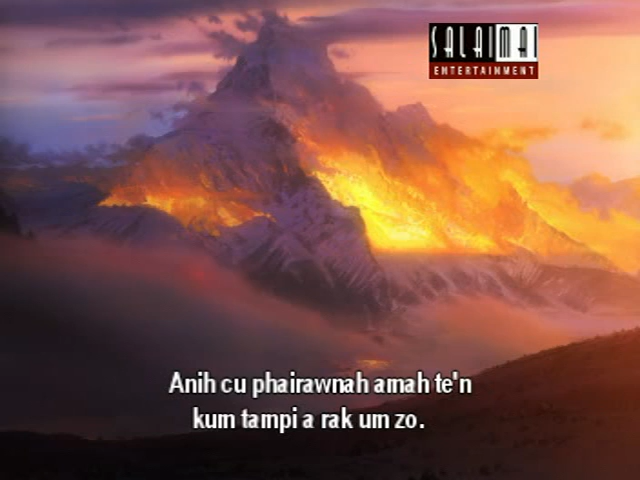 SALAIMAI
ENTERTAINMENT
Anih cu phairawnah amah te'n
kum tampi a rak um zo.